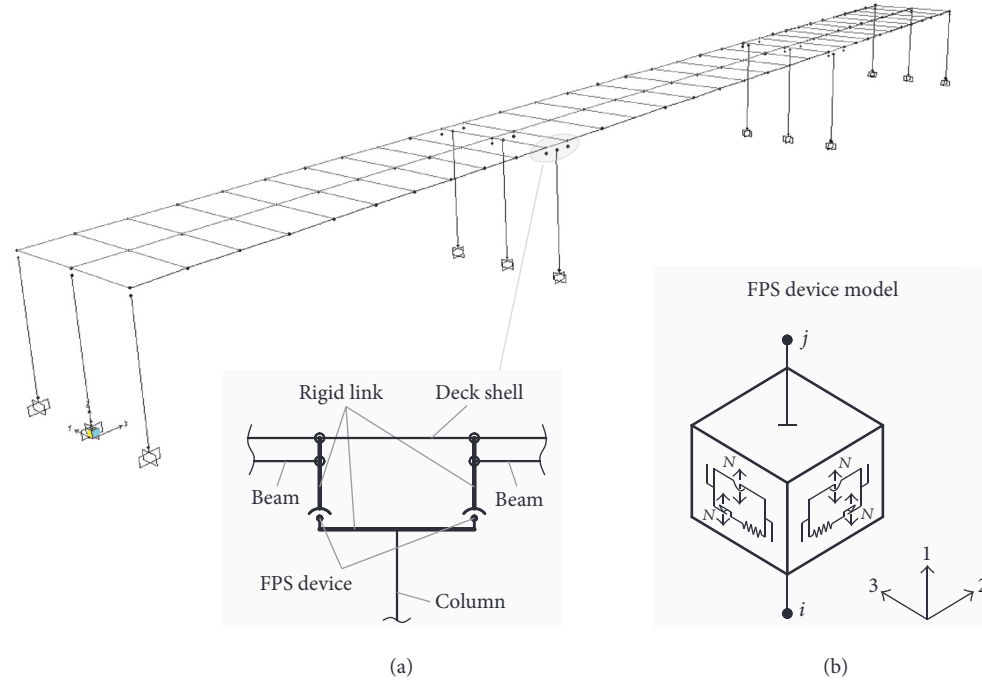 FPS device model
j
Rigid link
Deck shell
Beam
Beam
FPS device
Column
N
N
N
N
i
1
3
2
(a)
(b)